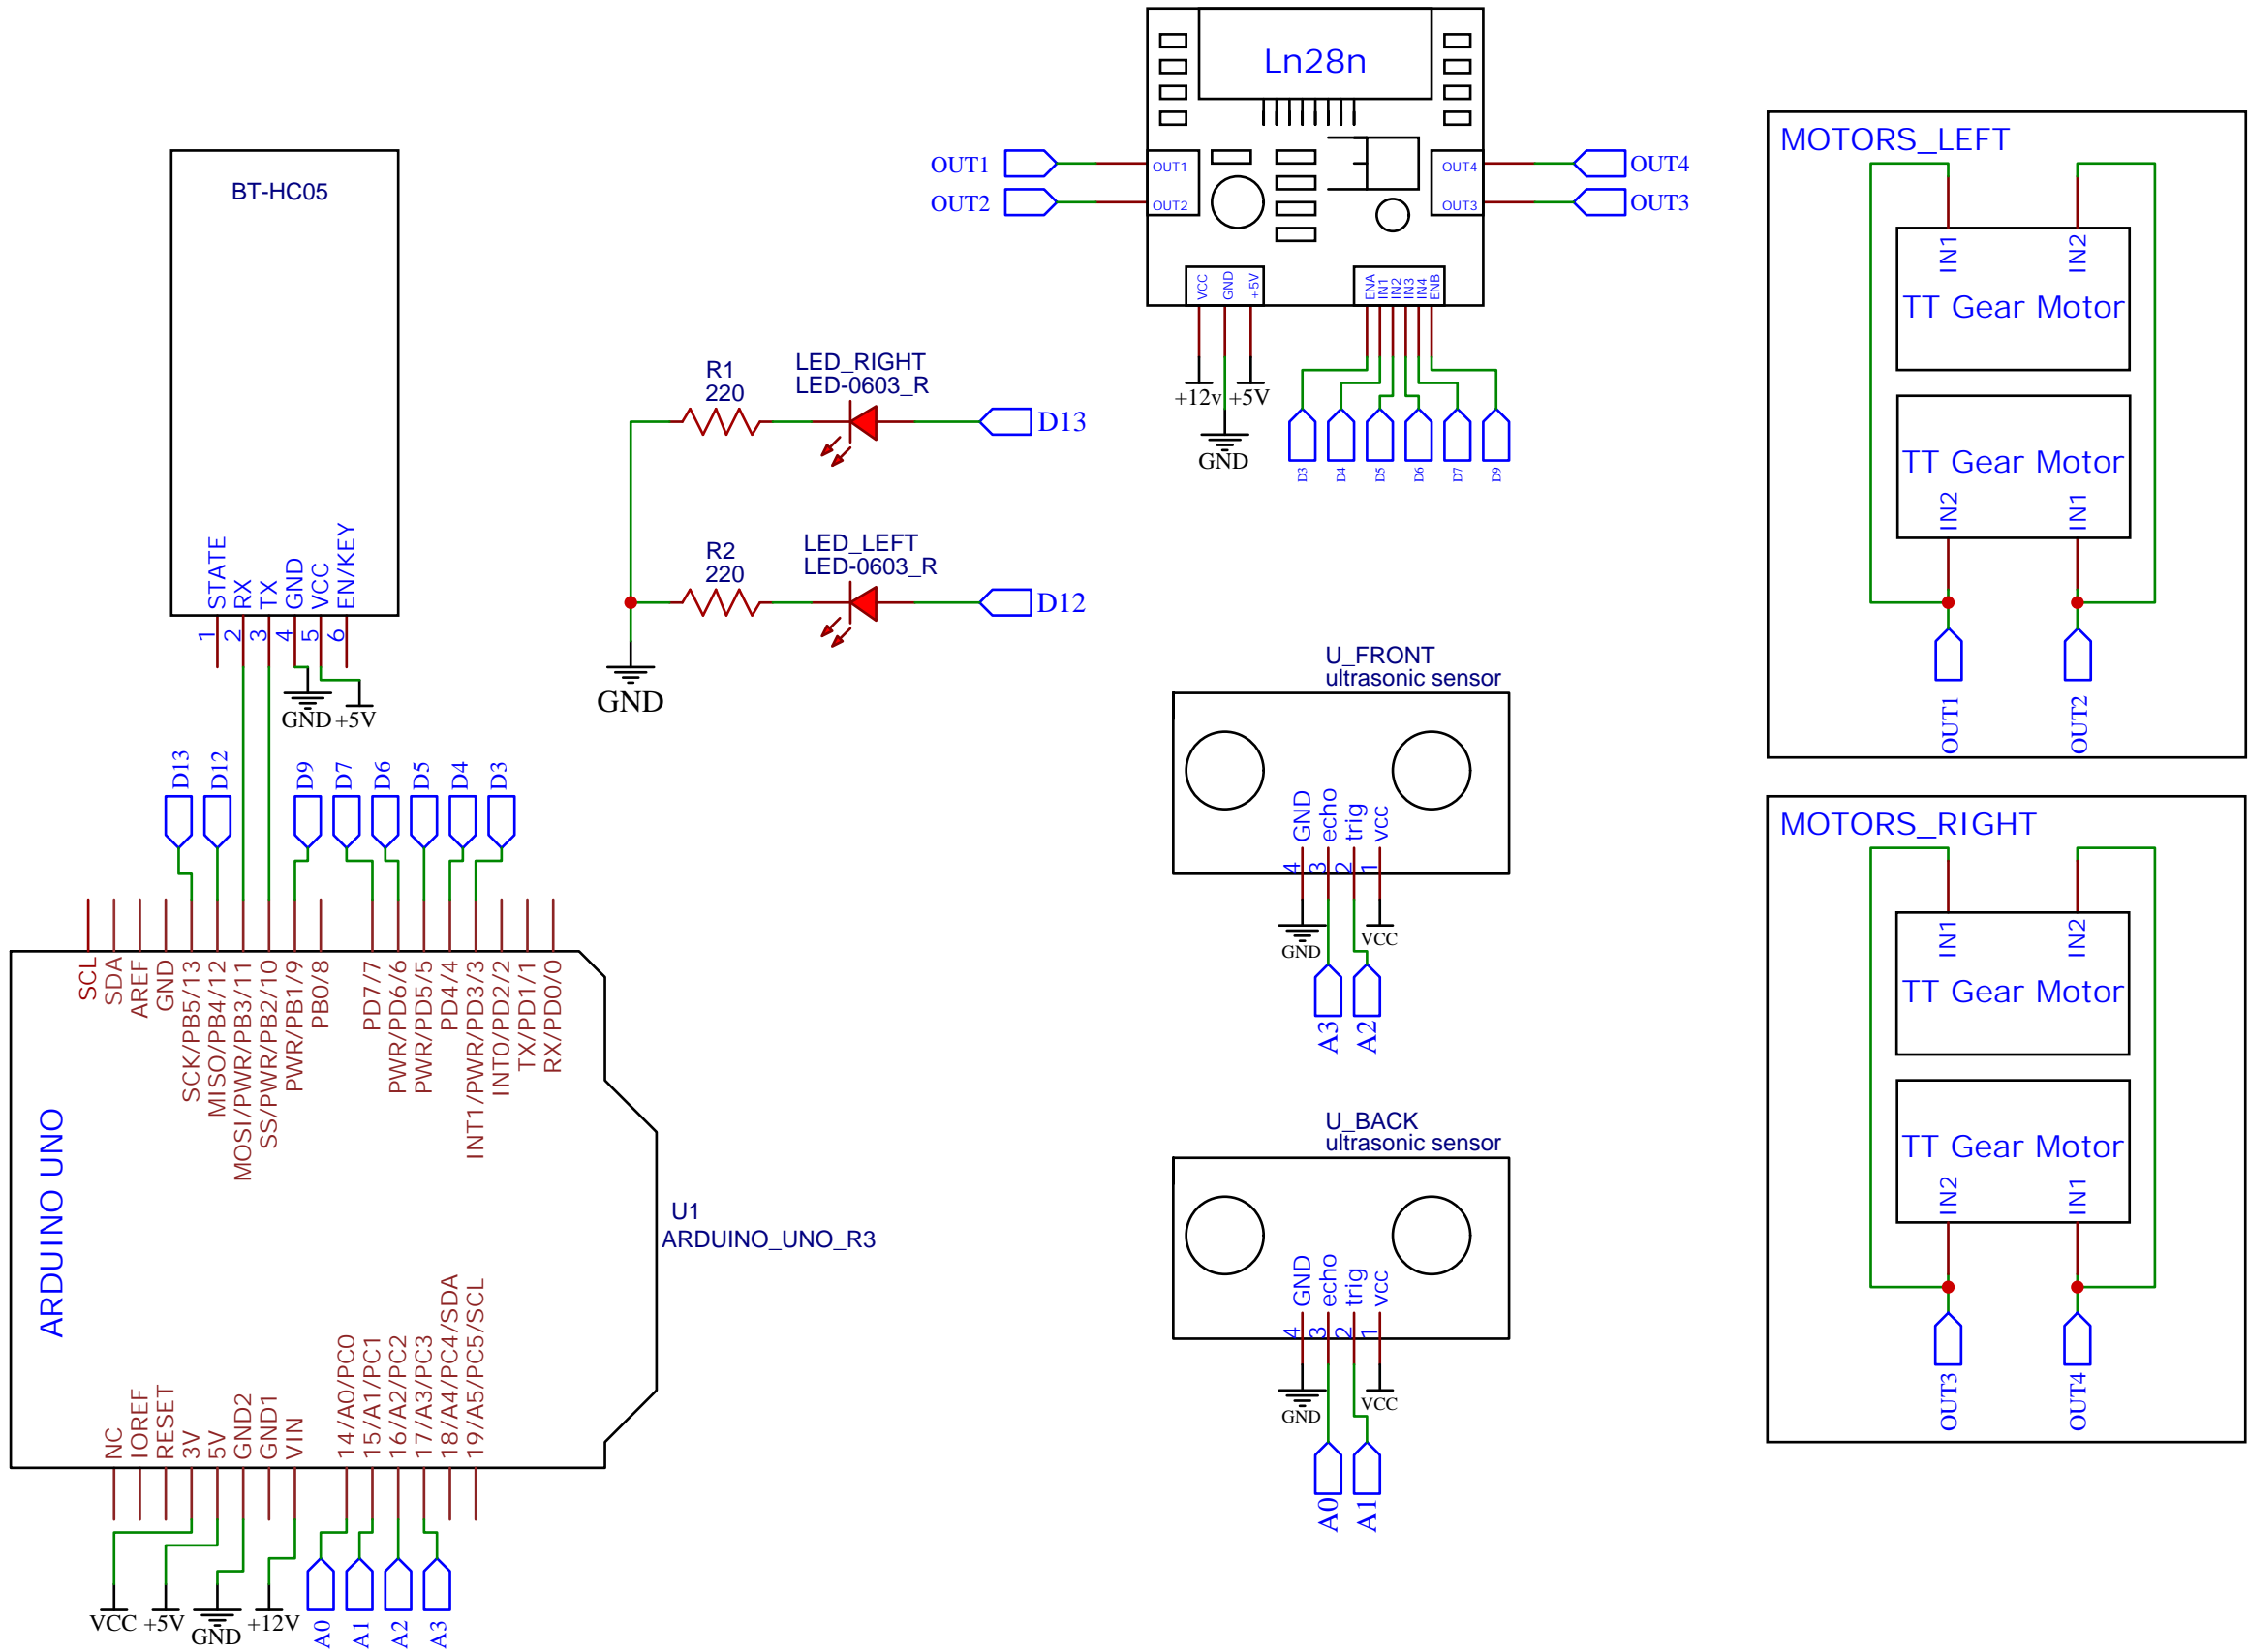 Ln28n
OUT1
OUT2
OUT1
OUT2
OUT4
OUT3
OUT4
OUT3
VCC
GND
+5V
ENA
IN1
IN2
IN3
IN4
ENB
+12v
+5V
GND
D3
D4
D5
D6
D7
D9
MOTORS_LEFT
IN1
IN2
TT Gear Motor
TT Gear Motor
IN2
IN1
OUT1
OUT2
MOTORS_RIGHT
IN1
IN2
TT Gear Motor
TT Gear Motor
IN2
IN1
OUT3
OUT4
BT-HC05
STATE
RX
TX
GND
VCC
EN/KEY
1
2
3
4
5
6
GND
+5V
R1
220
LED_RIGHT
LED-0603_R
D13
R2
220
LED_LEFT
LED-0603_R
D12
GND
U_FRONT
ultrasonic sensor
GND
echo
trig
vcc
4
3
2
1
GND
VCC
A3
A2
U_BACK
ultrasonic sensor
GND
echo
trig
vcc
4
3
2
1
GND
VCC
A0
A1
D13
D12
D9
D7
D6
D5
D4
D3
SCL
SDA
AREF
GND
SCK/PB5/13
MISO/PB4/12
MOSI/PWR/PB3/11
SS/PWR/PB2/10
PWR/PB1/9
PB0/8
PD7/7
PWR/PD6/6
PWR/PD5/5
PD4/4
INT1/PWR/PD3/3
INT0/PD2/2
TX/PD1/1
RX/PD0/0
ARDUINO UNO
U1
ARDUINO_UNO_R3
NC
IOREF
RESET
3V
5V
GND2
GND1
VIN
14/A0/PC0
15/A1/PC1
16/A2/PC2
17/A3/PC3
18/A4/PC4/SDA
19/A5/PC5/SCL
VCC
+5V
GND
+12V
A0
A1
A2
A3